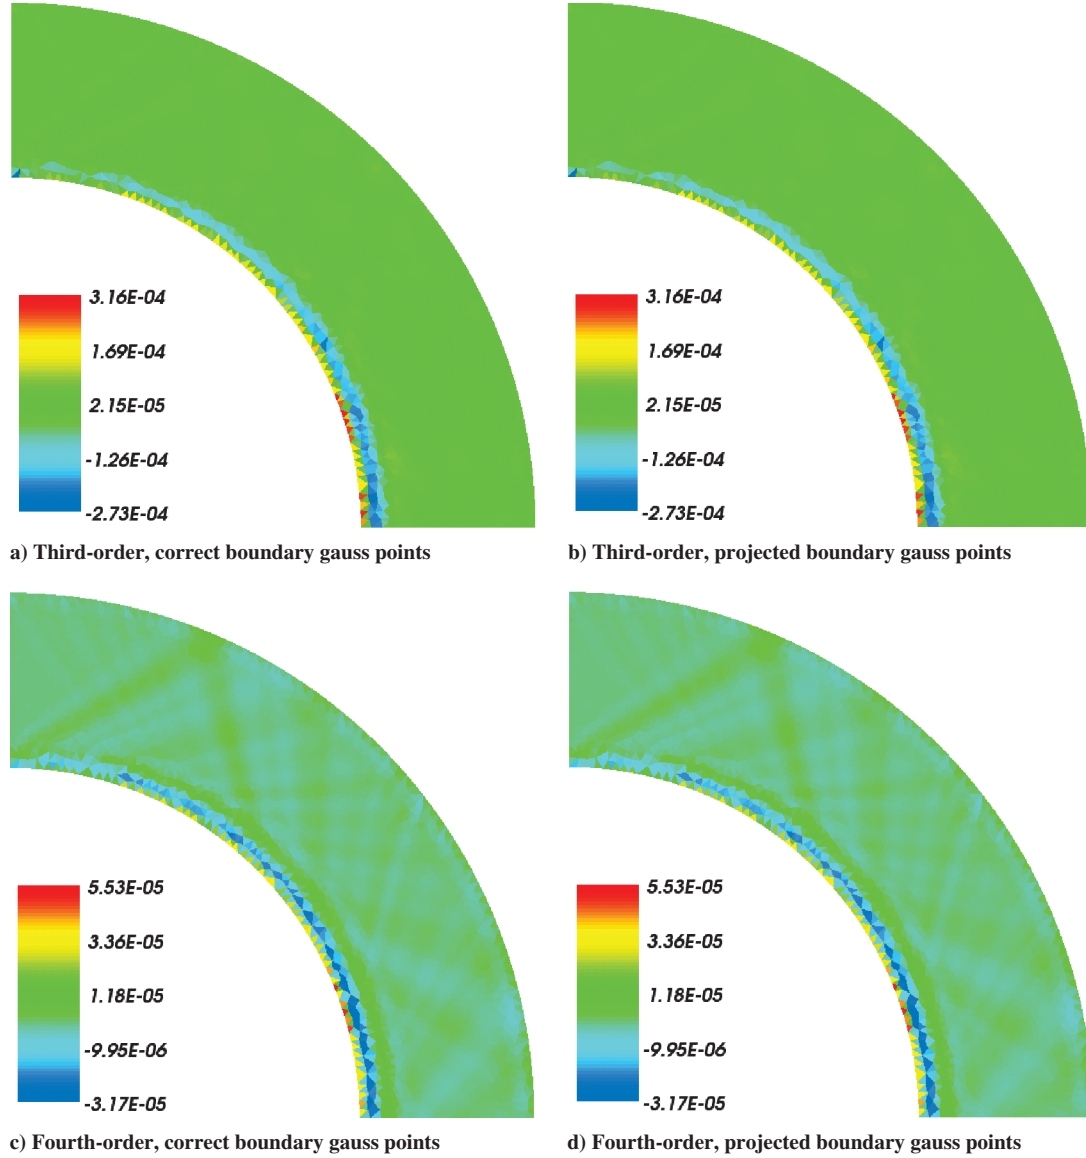 3.16E-04
1.69E-04
2.15E-05
-1.26E-04
-2.73E-04
a) Third-order, correct boundary gauss points
3.16E-04
1.69E-04
2.15E-05
-1.26E-04
-2.73E-04
b) Third-order, projected boundary gauss points
5.53E-05
3.36E-05
1.18E-05
-9.95E-06
-3.17E-05
c) Fourth-order, correct boundary gauss points
5.53E-05
3.36E-05
1.18E-05
-9.95E-06
-3.17E-05
d) Fourth-order, projected boundary gauss points